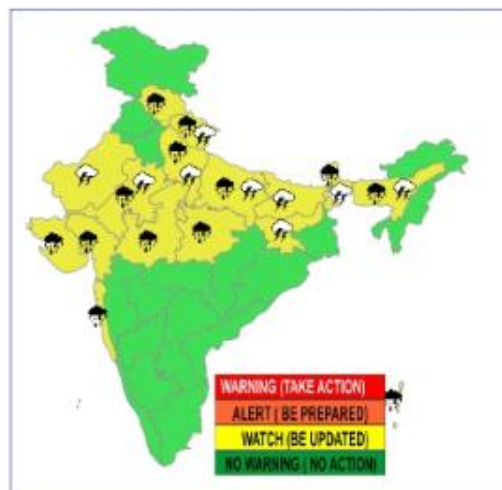 WARNING (TAKE ACTION)
ALERT ( BE PREPARED)
WATCH (BE UPDATED)
NO WARNING ( NO ACTION)